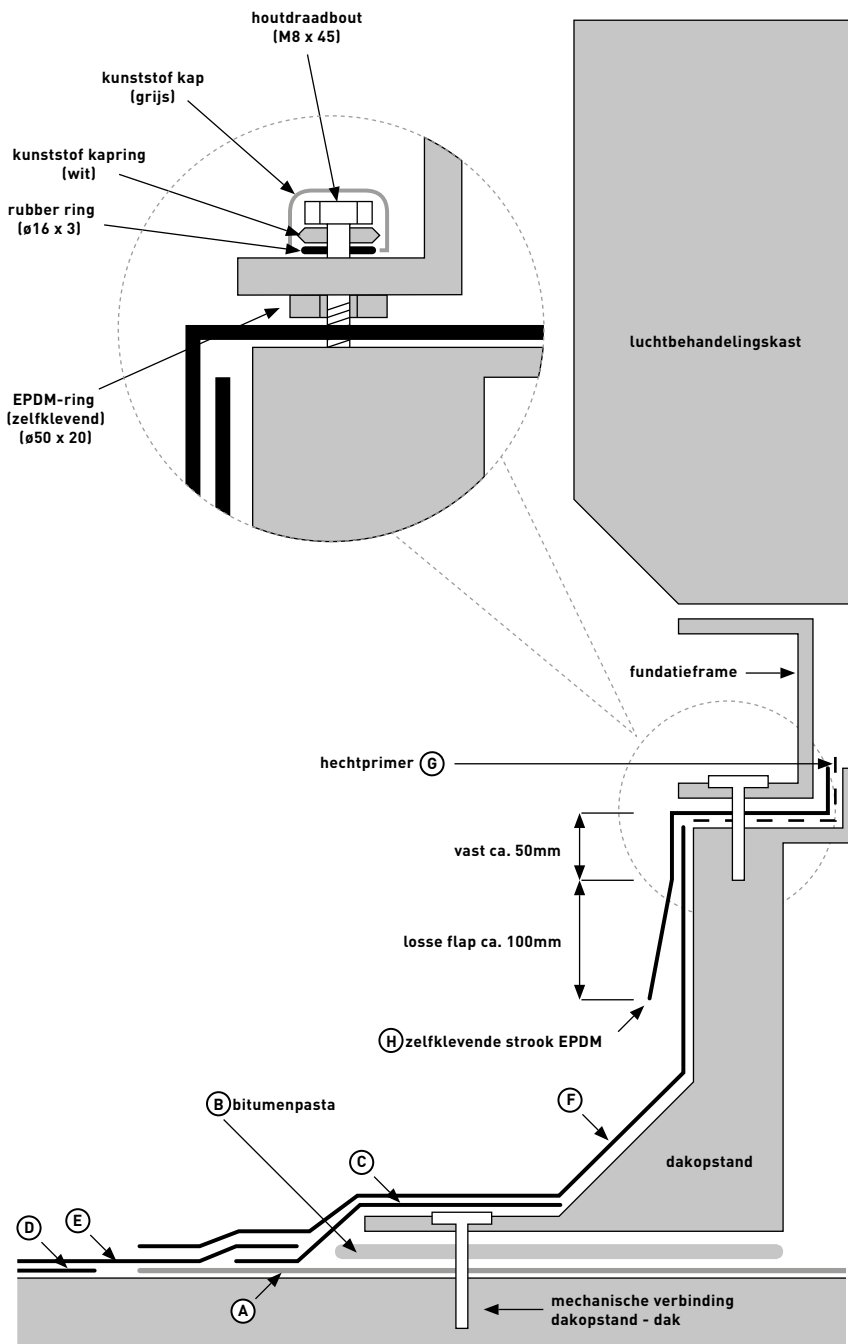 houtdraadbout
(M8 x 45)
kunststof kap
(grijs)
kunststof kapring
(wit)
rubber ring
(ø16 x 3)
luchtbehandelingskast
EPDM-ring
(zelfklevend)
(ø50 x 20)
fundatieframe
hechtprimer G
vast ca. 50mm
losse flap ca. 100mm
H zelfklevende strook EPDM
B bitumenpasta
F
C
dakopstand
D
E
A
mechanische verbinding
dakopstand - dak